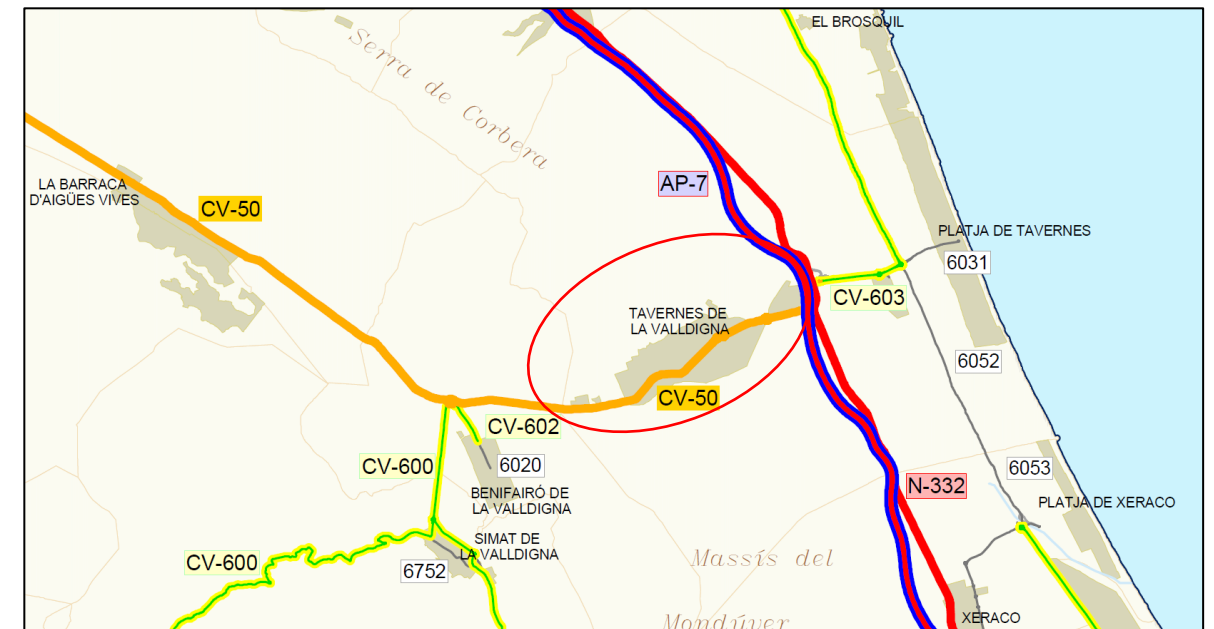 EL BROSQUIL
Serra de Corbera
AP-7
LA BARRACA
D'AIGÜES VIVES
CV-50
PLATJA DE TAVERNES
6031
CV-603
TAVERNES DE
LA VALLDIGNA
6052
CV-50
CV-602
CV-600
6020
6053
N-332
BENIFAIRÓ DE
LA VALLDIGNA
PLATJA DE XERACO
SIMAT DE
LA VALLDIGNA
CV-600
6752
Massís del
Mondúver
XERACO